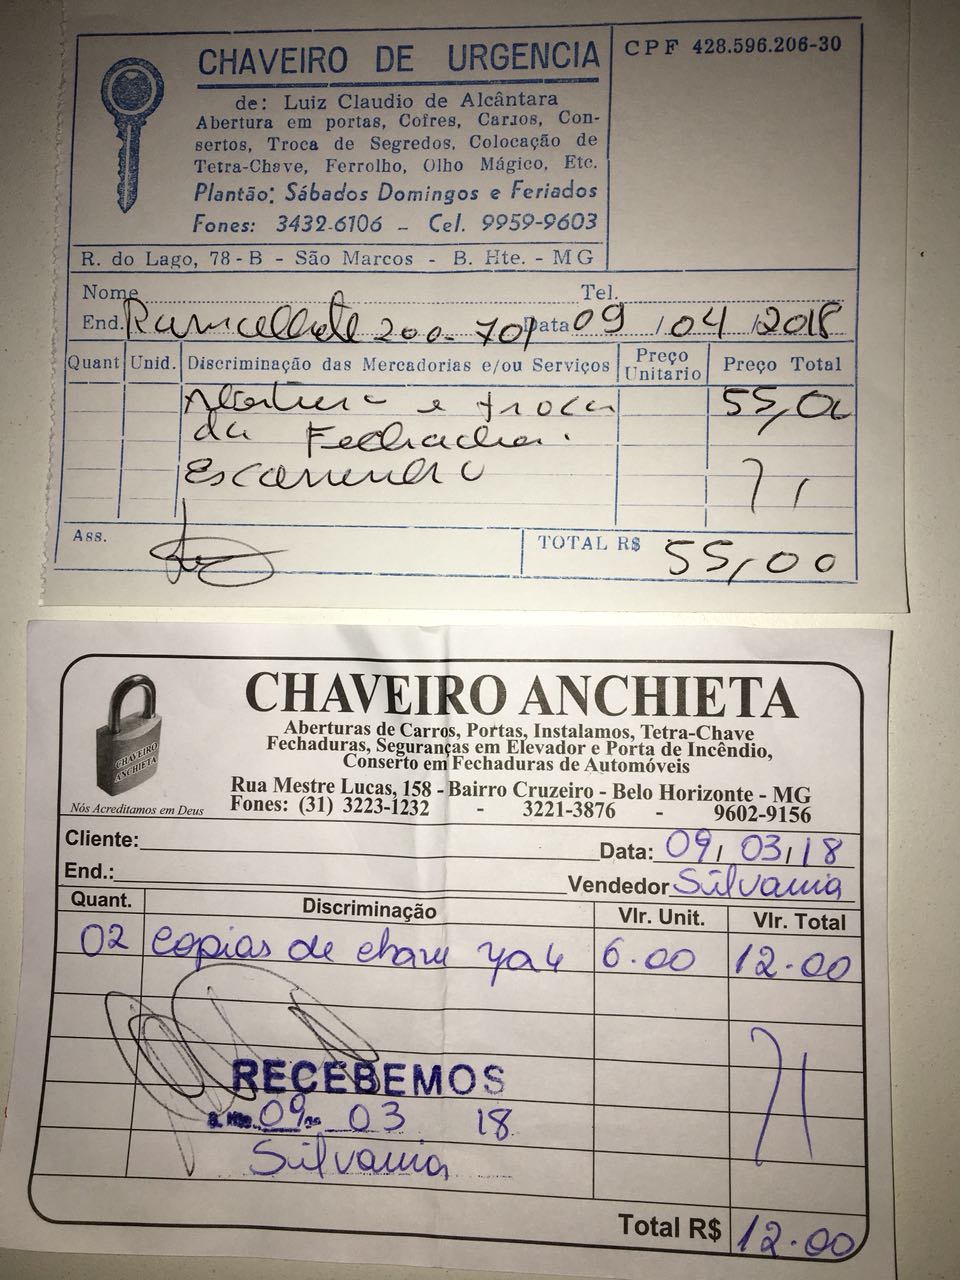 CHAVEIRO DE URGENCIA
CPF 428.596.206-30
de: Luiz Claudio de Alcântara
Abertura em portas, Cofres, Carros, Con-
sertos, Troca de Segredos, Colocação de
Tetra-Chave, Ferrolho, Olho Mágico, Etc.
Plantão: Sábados Domingos e Feriados
Fones: 3432-6106 - Cel. 9959-9603
R. do Lago, 78-B - São Marcos - B. Hte. - MG
Nome Tel.
End. 200-701 Data 09/04/2018
Quant Unid. Discriminação das Mercadorias e/ou Serviços Preço Unitario Preço Total
e troca 55,00
da Fechadura.
Ass.
TOTAL R$ 55,00
CHAVEIRO ANCHIETA
CHAVEIRO
ANCHIETA
Aberturas de Carros, Portas, Instalamos, Tetra-Chave
Fechaduras, Seguranças em Elevador e Porta de Incêndio,
Conserto em Fechaduras de Automóveis
Rua Mestre Lucas, 158 - Bairro Cruzeiro - Belo Horizonte - MG
Nós Acreditamos em Deus
Fones: (31) 3223-1232 - 3221-3876 - 9602-9156
Cliente: Data: 09/03/18
End.: Vendedor Silvania
Quant. Discriminação Vlr. Unit. Vlr. Total
02 copias de chave yale 6.00 12.00
RECEBEMOS
09 03 18
Silvania
Total R$ 12.00